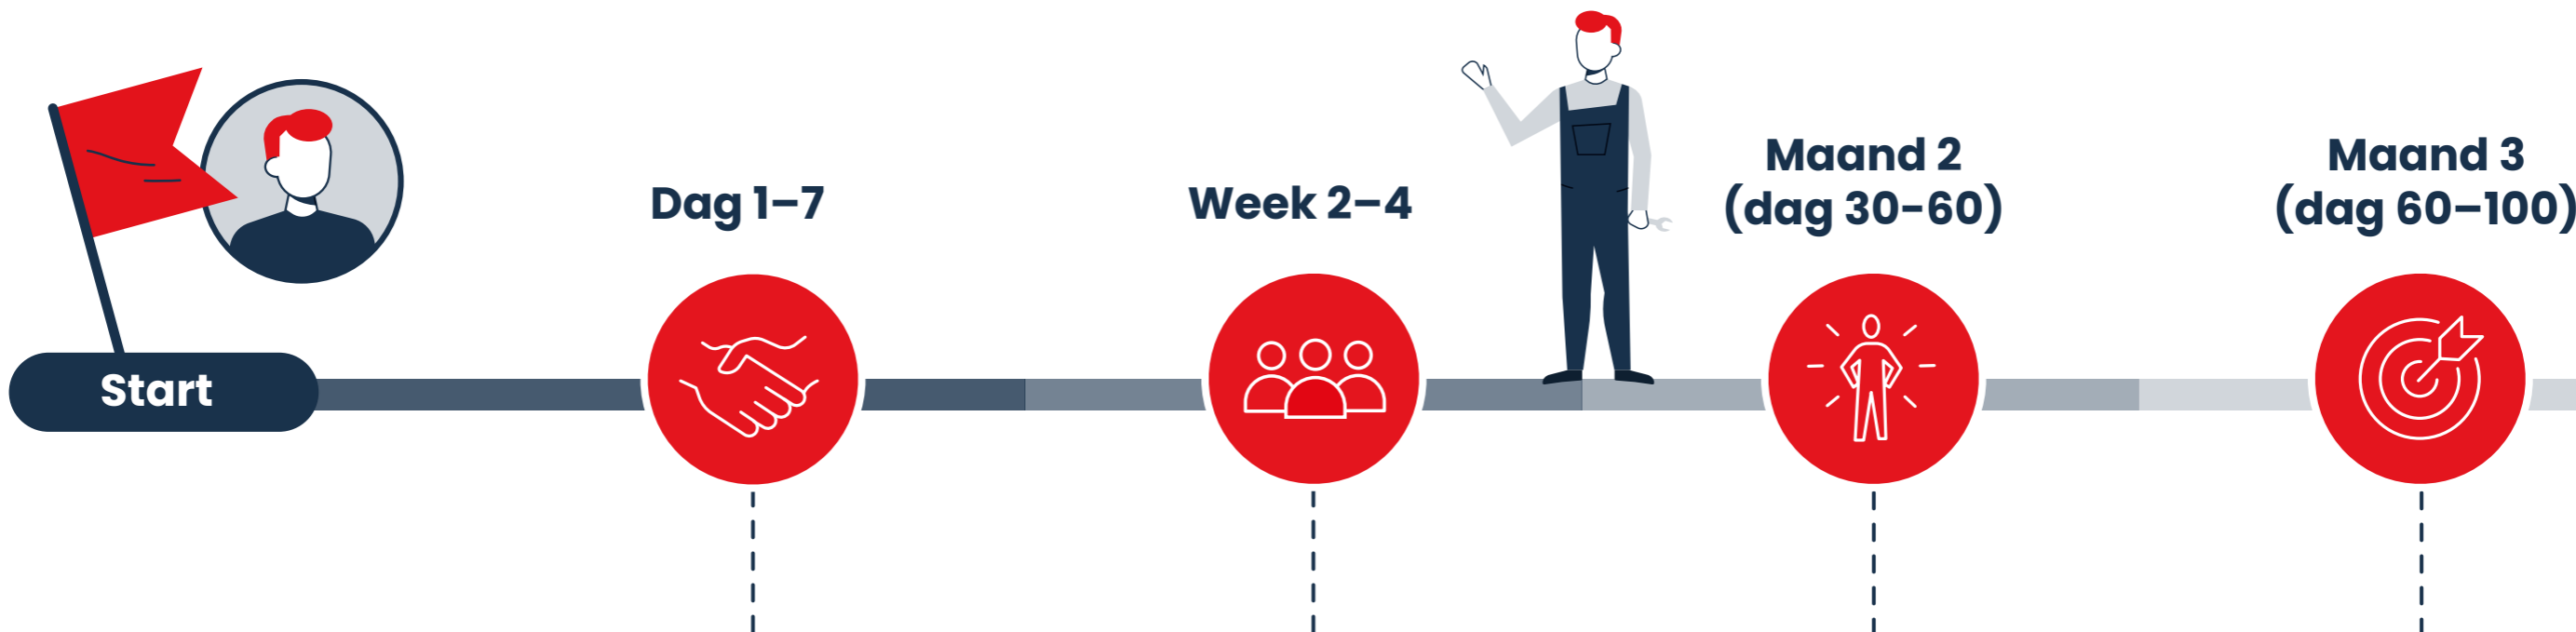 Start
Dag 1–7
Week 2–4
Maand 2
(dag 30-60)
Maand 3
(dag 60–100)